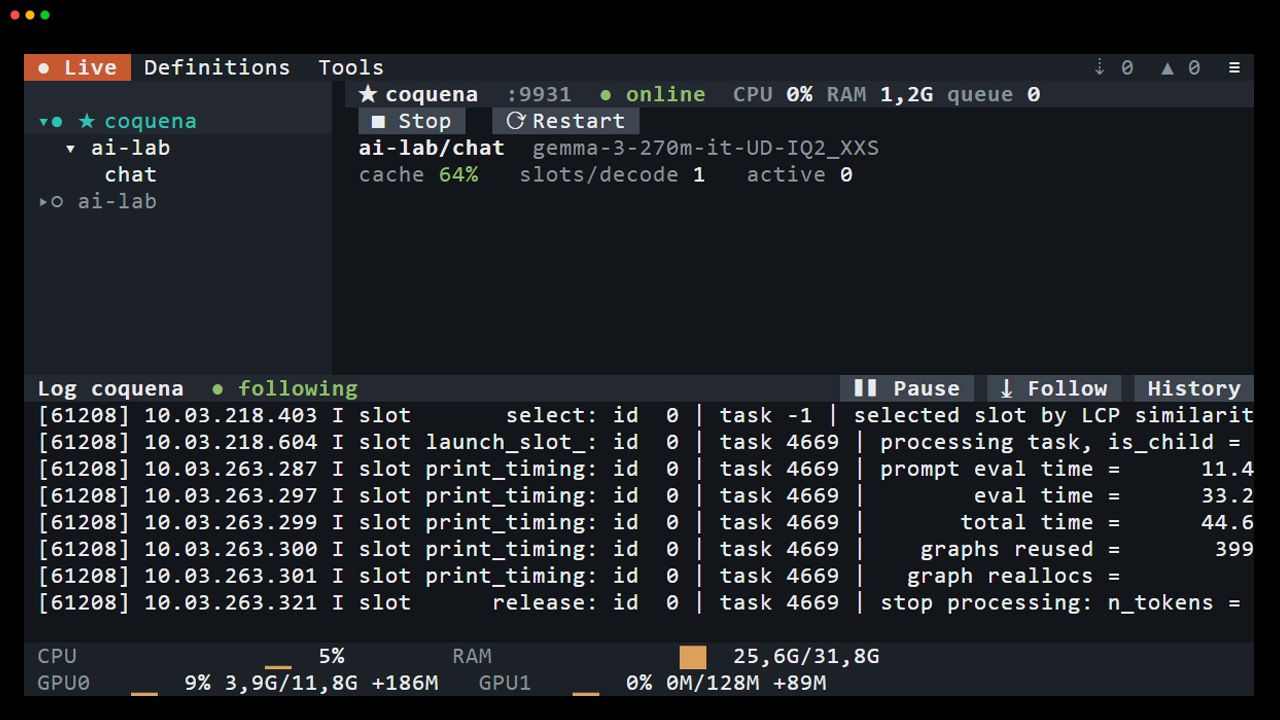 ● Live Definitions Tools ⇣ 0 ▲ 0 ≡
★ coquena :9931 ● online CPU 0% RAM 1,2G queue 0
▾● ★ coquena
■ Stop ⟳ Restart
▾ ai-lab
ai-lab/chat gemma-3-270m-it-UD-IQ2_XXS
chat
cache 64% slots/decode 1 active 0
▸○ ai-lab
Log coquena ● following ▮▮ Pause ↓ Follow History
[61208] 10.03.218.403 I slot select: id 0 | task -1 | selected slot by LCP similarit
[61208] 10.03.218.604 I slot launch_slot_: id 0 | task 4669 | processing task, is_child =
[61208] 10.03.263.287 I slot print_timing: id 0 | task 4669 | prompt eval time = 11.4
[61208] 10.03.263.297 I slot print_timing: id 0 | task 4669 | eval time = 33.2
[61208] 10.03.263.299 I slot print_timing: id 0 | task 4669 | total time = 44.6
[61208] 10.03.263.300 I slot print_timing: id 0 | task 4669 | graphs reused = 399
[61208] 10.03.263.301 I slot print_timing: id 0 | task 4669 | graph reallocs =
[61208] 10.03.263.321 I slot release: id 0 | task 4669 | stop processing: n_tokens =
CPU 5% RAM 25,6G/31,8G
GPU0 9% 3,9G/11,8G +186M GPU1 0% 0M/128M +89M